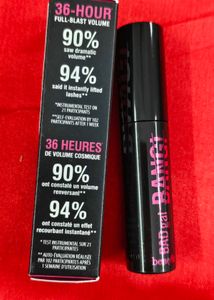 36-HOUR
FULL-BLAST VOLUME
90%
saw dramatic
volume**
94%
said it instantly lifted
lashes**
*INSTRUMENTAL TEST ON
21 PARTICIPANTS
**SELF-EVALUATION BY 102
PARTICIPANTS AFTER 1 WEEK
36 HEURES
DE VOLUME COSMIQUE
90%
ont constaté un volume
renversant**
94%
ont constaté un effet
recourbant instantané**
* TEST INSTRUMENTAL SUR 21
PARTICIPANTS
** AUTO-ÉVALUATION RÉALISÉE
PAR 102 PARTICIPANTS APRÈS
1 SEMAINE D'UTILISATION
BADgal
BANG!